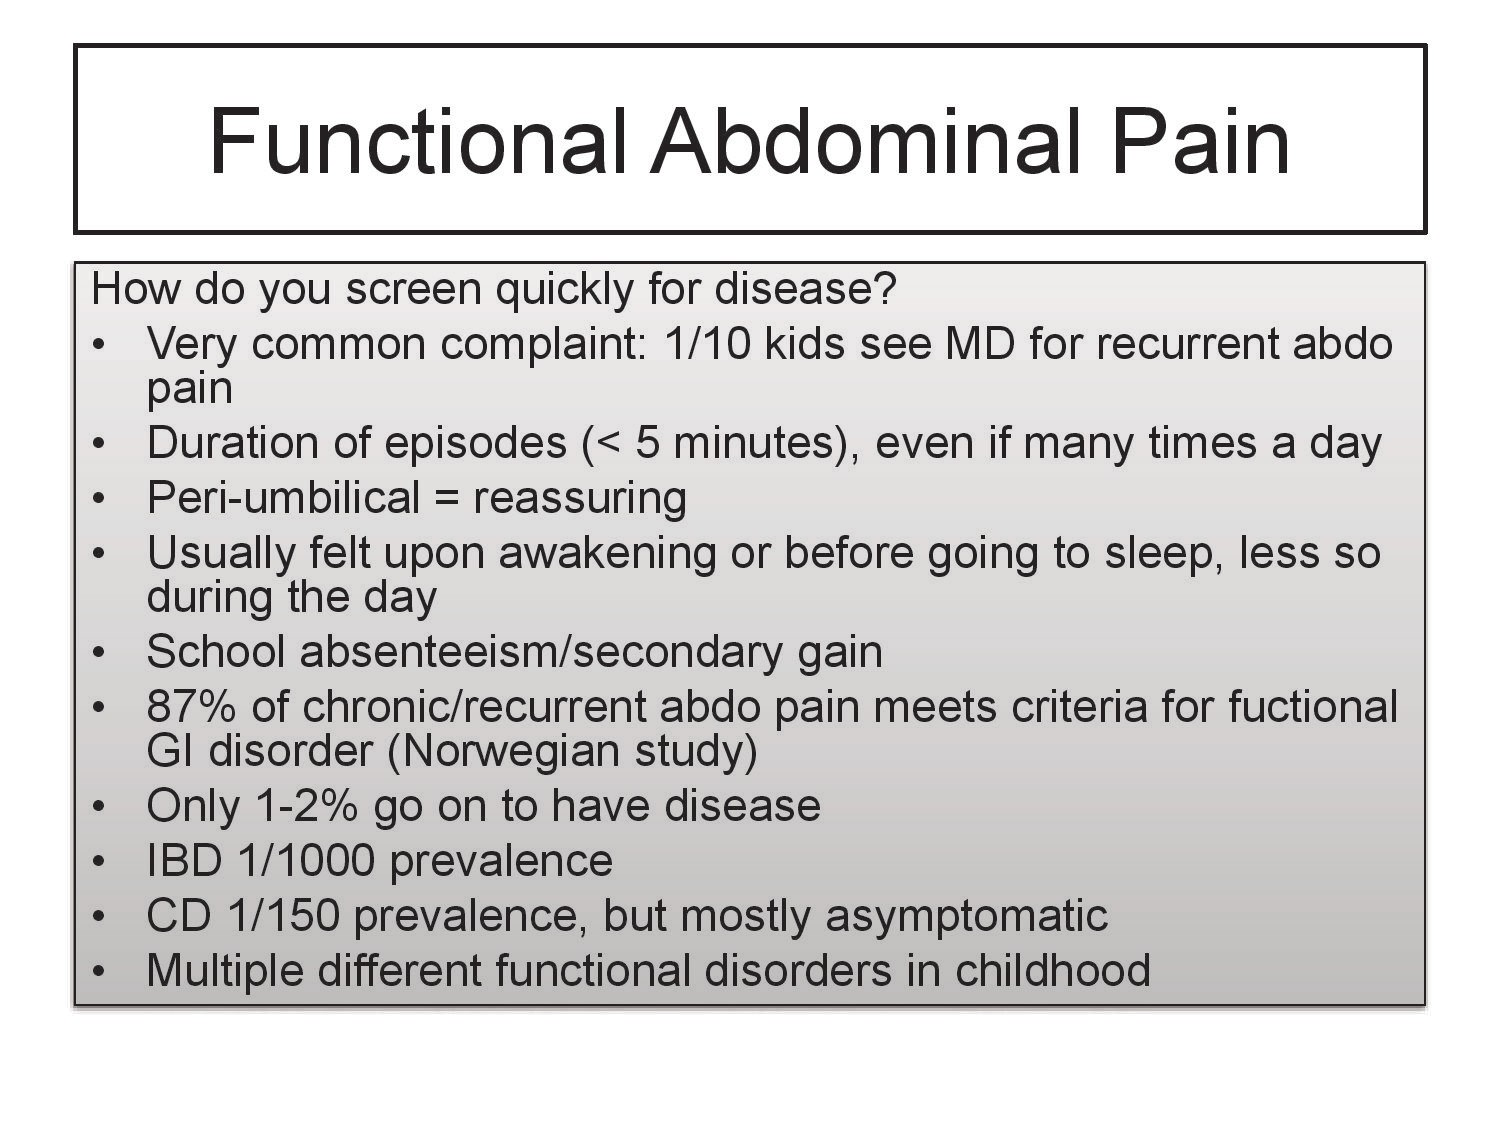 Functional Abdominal Pain
How do you screen quickly for disease?
• Very common complaint: 1/10 kids see MD for recurrent abdo
pain
• Duration of episodes (< 5 minutes), even if many times a day
• Peri-umbilical = reassuring
• Usually felt upon awakening or before going to sleep, less so
during the day
• School absenteeism/secondary gain
• 87% of chronic/recurrent abdo pain meets criteria for fuctional
GI disorder (Norwegian study)
• Only 1-2% go on to have disease
• IBD 1/1000 prevalence
• CD 1/150 prevalence, but mostly asymptomatic
• Multiple different functional disorders in childhood